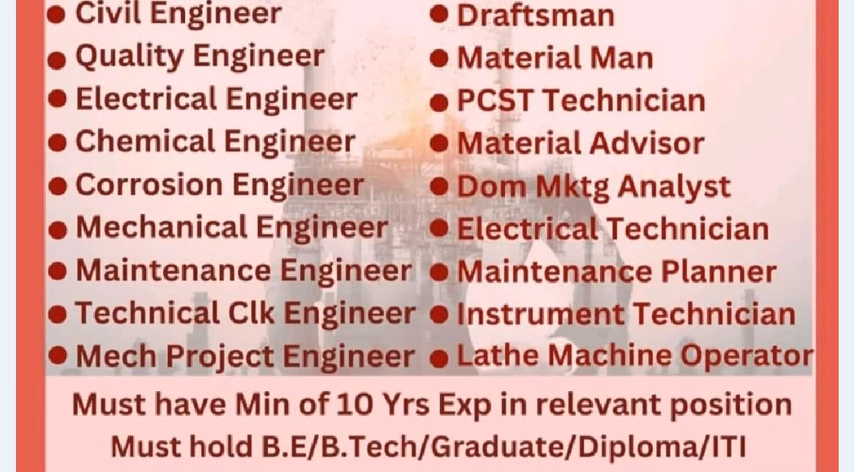 Civil Engineer
Quality Engineer
Electrical Engineer
Chemical Engineer
Corrosion Engineer
Mechanical Engineer
Maintenance Engineer
Technical Clk Engineer
Mech Project Engineer
Draftsman
Material Man
PCST Technician
Material Advisor
Dom Mktg Analyst
Electrical Technician
Maintenance Planner
Instrument Technician
Lathe Machine Operator
Must have Min of 10 Yrs Exp in relevant position
Must hold B.E/B.Tech/Graduate/Diploma/ITI